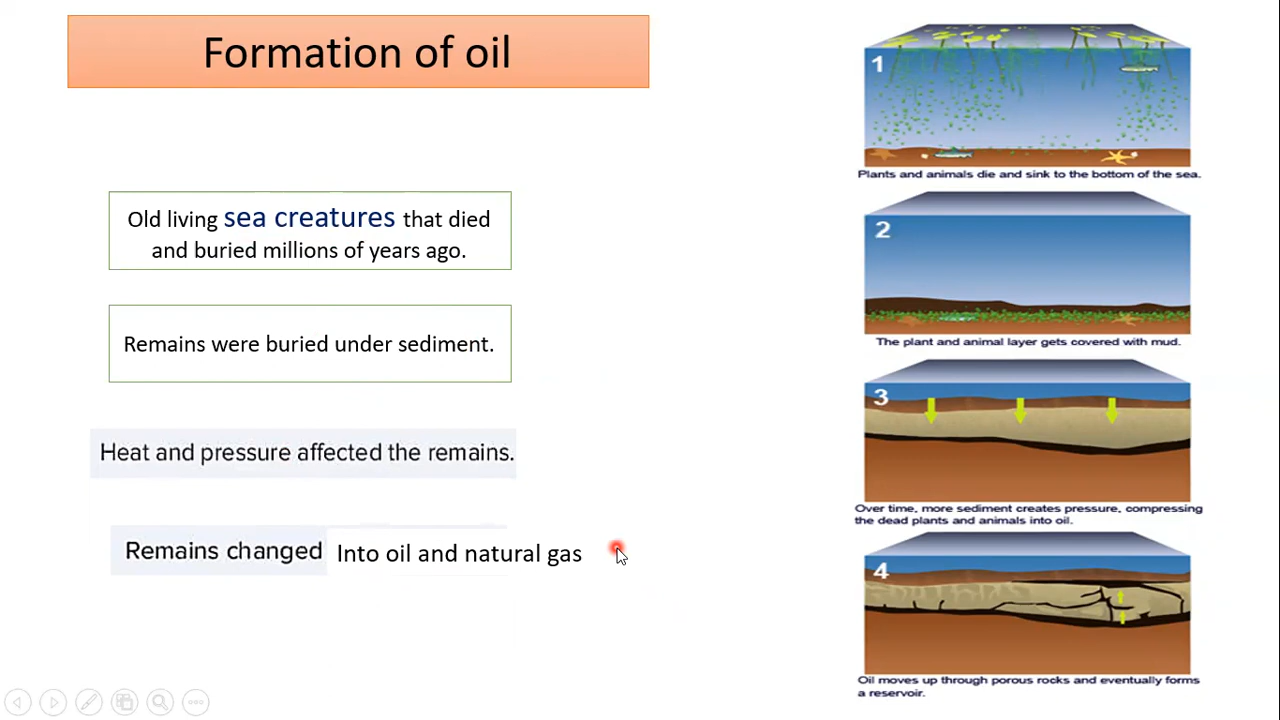 Formation of oil
Old living sea creatures that died
and buried millions of years ago.
Remains were buried under sediment.
Heat and pressure affected the remains.
Remains changed Into oil and natural gas
1
Plants and animals die and sink to the bottom of the sea.
2
The plant and animal layer gets covered with mud.
3
Over time, more sediment creates pressure, compressing
the dead plants and animals into oil.
4
Oil moves up through porous rocks and eventually forms
a reservoir.